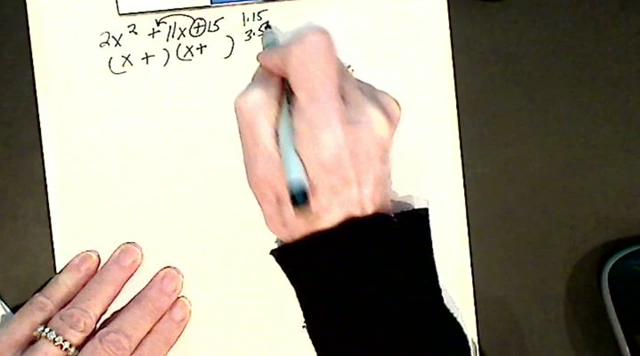 2x² + 11x + 15
(x + ) (x + )
1.15
3.5